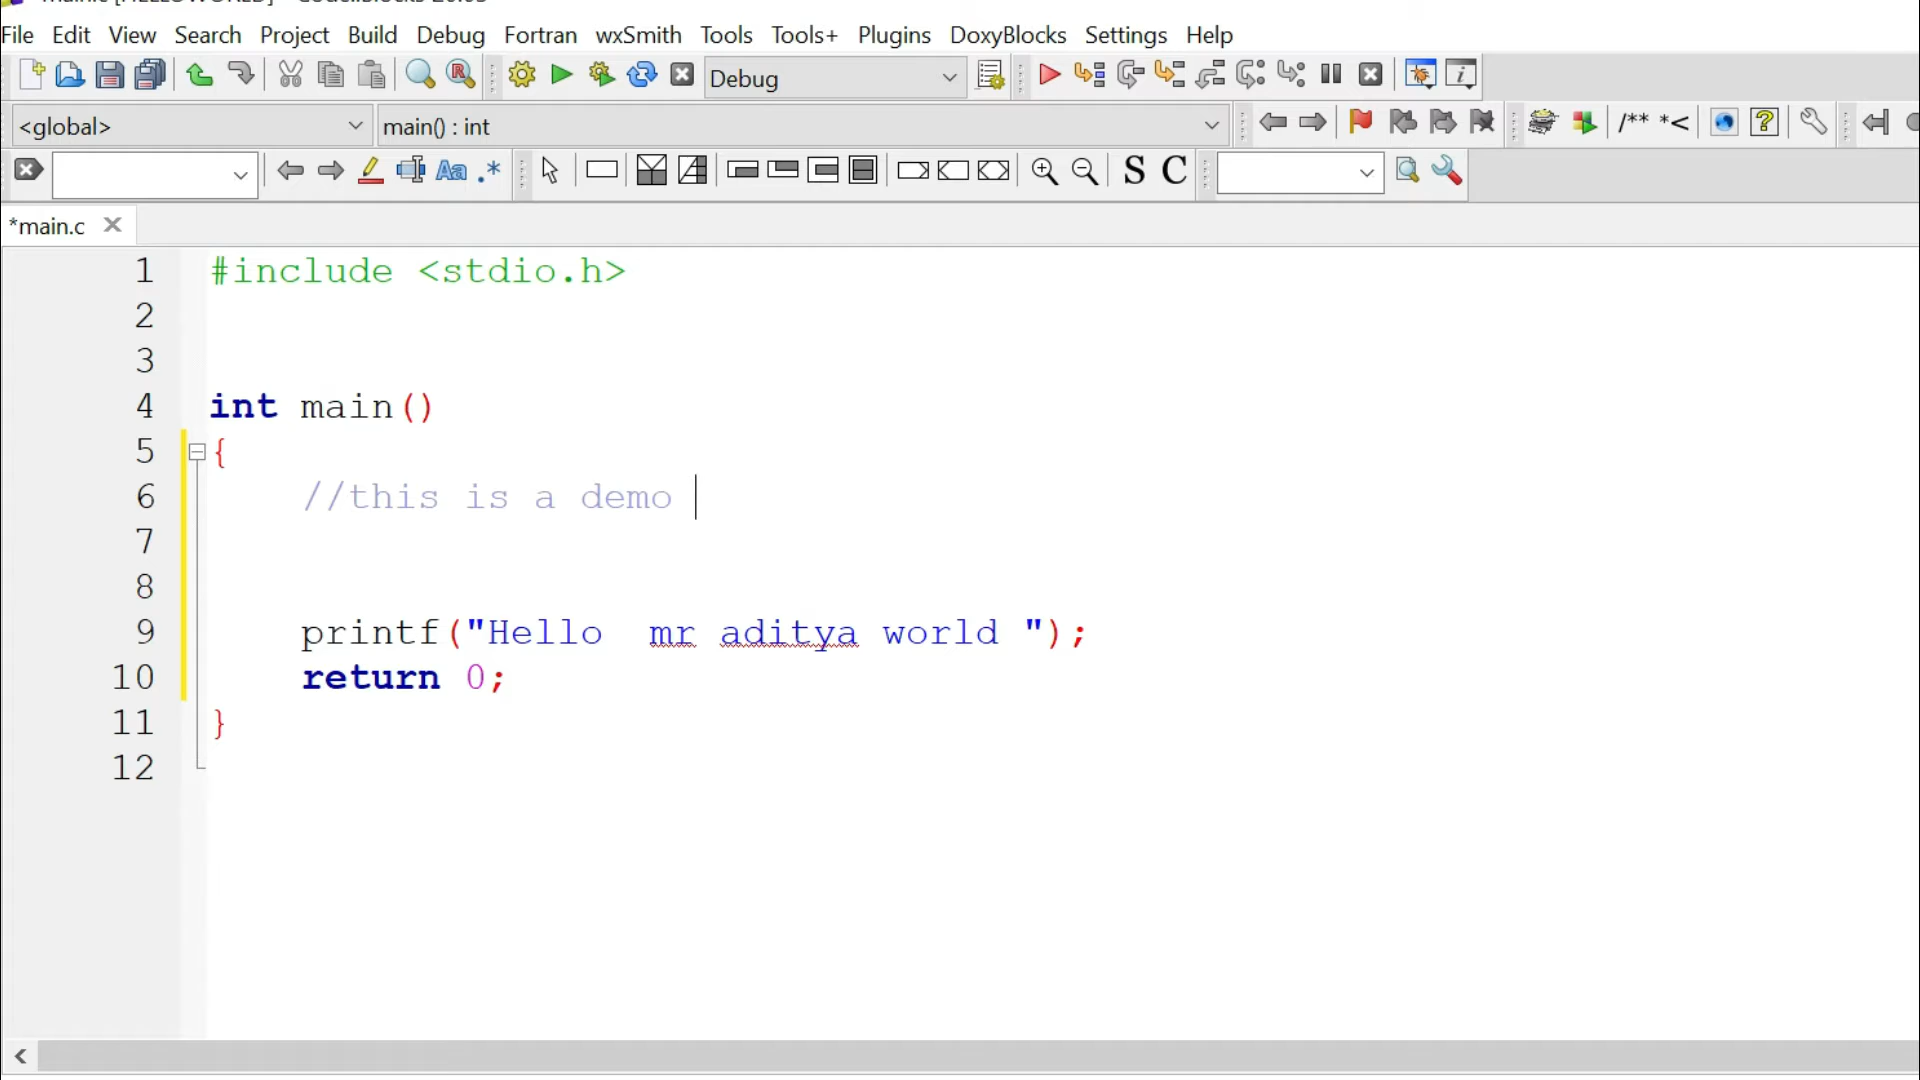 File Edit View Search Project Build Debug Fortran wxSmith Tools Tools+ Plugins DoxyBlocks Settings Help
Debug
<global> main() : int /** *<
Aa .* S C
*main.c
1 #include <stdio.h>
2
3
4 int main()
5 {
6 //this is a demo
7
8
9 printf("Hello  mr aditya world ");
10 return 0;
11 }
12